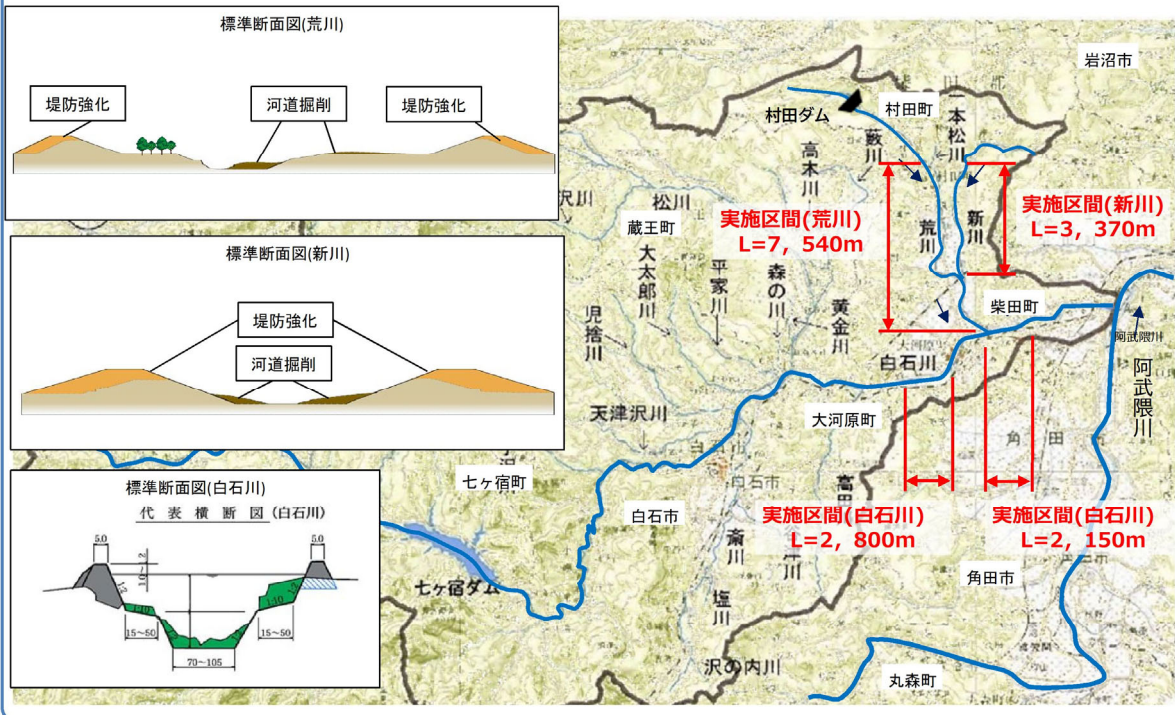 標準断面図(荒川)
堤防強化
河道掘削
堤防強化
標準断面図(新川)
堤防強化
河道掘削
標準断面図(白石川)
代表横断図(白石川)
5.0
5.0
15~50
15~50
70~105
岩沼市
村田町
村田ダム
一本松川
藪川
高木川
松川
沢川
蔵王町
実施区間(荒川)
L=7, 540m
荒川
新川
実施区間(新川)
L=3, 370m
大太郎川
平家川
森の川
黄金川
児捨川
柴田町
阿武隈川
阿武隈川
白石川
天津沢川
大河原町
角田
七ヶ宿町
白石市
白石市
斎川
高田
実施区間(白石川)
L=2, 800m
実施区間(白石川)
L=2, 150m
七ヶ宿ダム
塩川
角田市
沢の内川
丸森町